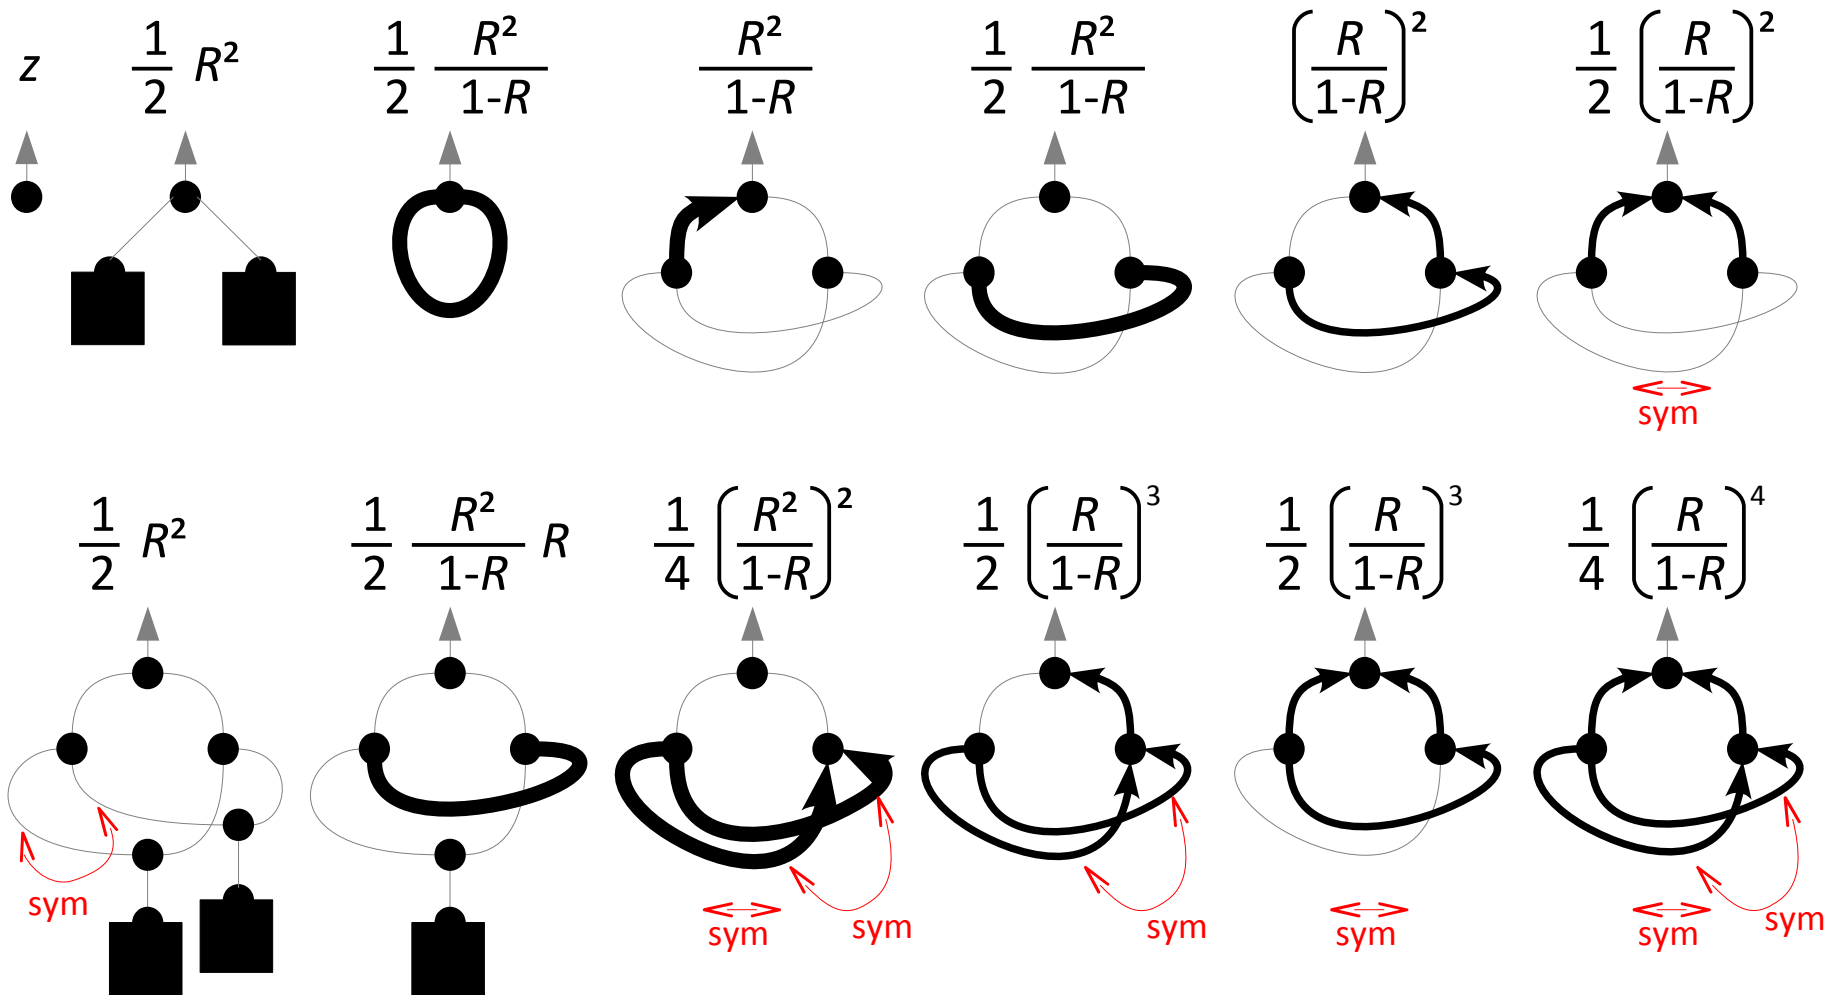 z
1/2 R²
1/2 R²/(1-R)
R²/(1-R)
1/2 R²/(1-R)
(R/(1-R))²
1/2 (R/(1-R))²
sym
1/2 R²
1/2 R²/(1-R) R
1/4 (R²/(1-R))²
1/2 (R/(1-R))³
1/2 (R/(1-R))³
1/4 (R/(1-R))⁴
sym
sym
sym
sym
sym
sym
sym